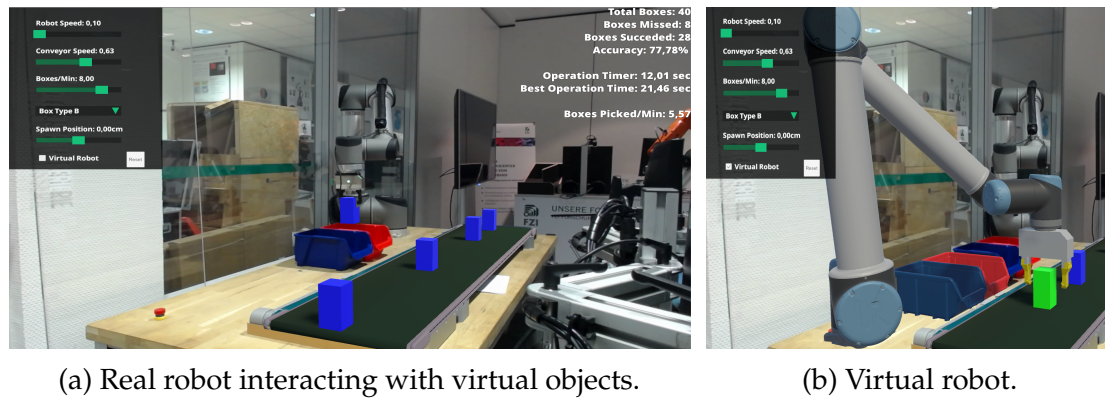 Robot Speed: 0,10
Conveyor Speed: 0,63
Boxes/Min: 8,00
Box Type B
Spawn Position: 0,00cm
Virtual Robot
Reset
Total Boxes: 40
Boxes Missed: 8
Boxes Succeded: 28
Accuracy: 77,78%
Operation Timer: 12,01 sec
Best Operation Time: 21,46 sec
Boxes Picked/Min: 5,57
UNSERE FO
FZI
Robot Speed: 0,10
Conveyor Speed: 0,63
Boxes/Min: 8,00
Box Type B
Spawn Position: 0,00cm
Virtual Robot
Reset
(a) Real robot interacting with virtual objects.
(b) Virtual robot.